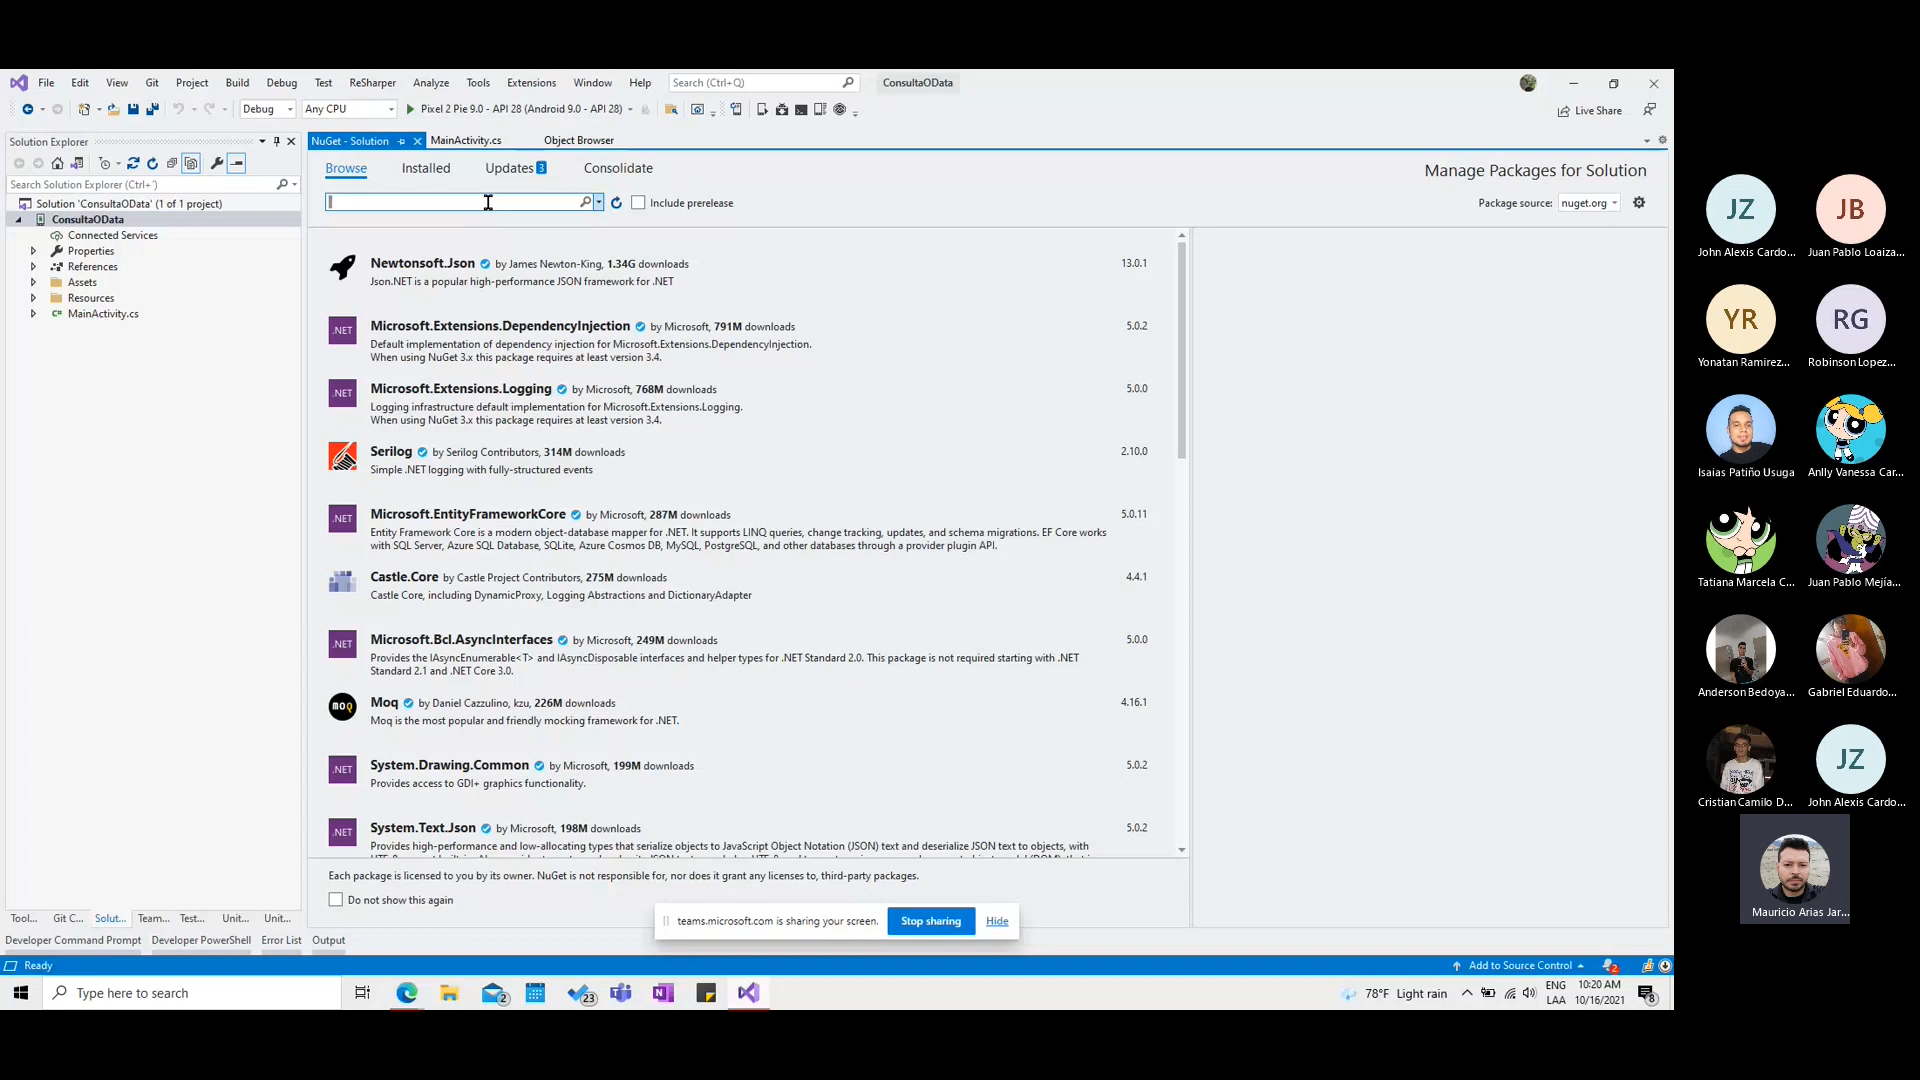 File Edit View Git Project Build Debug Test ReSharper Analyze Tools Extensions Window Help Search (Ctrl+Q) ConsultaOData
Debug Any CPU Pixel 2 Pie 9.0 - API 28 (Android 9.0 - API 28) Live Share
Solution Explorer
Search Solution Explorer (Ctrl+´)
Solution 'ConsultaOData' (1 of 1 project)
ConsultaOData
Connected Services
Properties
References
Assets
Resources
MainActivity.cs
NuGet - Solution MainActivity.cs Object Browser
Browse Installed Updates 3 Consolidate
Manage Packages for Solution
Include prerelease
Package source: nuget.org
Newtonsoft.Json by James Newton-King, 1.34G downloads 13.0.1
Json.NET is a popular high-performance JSON framework for .NET
.NET Microsoft.Extensions.DependencyInjection by Microsoft, 791M downloads 5.0.2
Default implementation of dependency injection for Microsoft.Extensions.DependencyInjection.
When using NuGet 3.x this package requires at least version 3.4.
.NET Microsoft.Extensions.Logging by Microsoft, 768M downloads 5.0.0
Logging infrastructure default implementation for Microsoft.Extensions.Logging.
When using NuGet 3.x this package requires at least version 3.4.
Serilog by Serilog Contributors, 314M downloads 2.10.0
Simple .NET logging with fully-structured events
.NET Microsoft.EntityFrameworkCore by Microsoft, 287M downloads 5.0.11
Entity Framework Core is a modern object-database mapper for .NET. It supports LINQ queries, change tracking, updates, and schema migrations. EF Core works
with SQL Server, Azure SQL Database, SQLite, Azure Cosmos DB, MySQL, PostgreSQL, and other databases through a provider plugin API.
Castle.Core by Castle Project Contributors, 275M downloads 4.4.1
Castle Core, including DynamicProxy, Logging Abstractions and DictionaryAdapter
.NET Microsoft.Bcl.AsyncInterfaces by Microsoft, 249M downloads 5.0.0
Provides the IAsyncEnumerable<T> and IAsyncDisposable interfaces and helper types for .NET Standard 2.0. This package is not required starting with .NET
Standard 2.1 and .NET Core 3.0.
MOQ Moq by Daniel Cazzulino, kzu, 226M downloads 4.16.1
Moq is the most popular and friendly mocking framework for .NET.
.NET System.Drawing.Common by Microsoft, 199M downloads 5.0.2
Provides access to GDI+ graphics functionality.
.NET System.Text.Json by Microsoft, 198M downloads 5.0.2
Provides high-performance and low-allocating types that serialize objects to JavaScript Object Notation (JSON) text and deserialize JSON text to objects, with
Each package is licensed to you by its owner. NuGet is not responsible for, nor does it grant any licenses to, third-party packages.
Do not show this again
Tool... Git C... Solut... Team... Test... Unit... Unit...
teams.microsoft.com is sharing your screen. Stop sharing Hide
Developer Command Prompt Developer PowerShell Error List Output
Ready Add to Source Control 2
Type here to search 2 23 78°F Light rain ENG LAA 10:20 AM 10/16/2021 8
JZ JB
John Alexis Cardo... Juan Pablo Loaiza...
YR RG
Yonatan Ramirez... Robinson Lopez...
Isaias Patiño Usuga Anlly Vanessa Car...
Tatiana Marcela C... Juan Pablo Mejía...
Anderson Bedoya... Gabriel Eduardo...
JZ
Cristian Camilo D... John Alexis Cardo...
Mauricio Arias Jar...